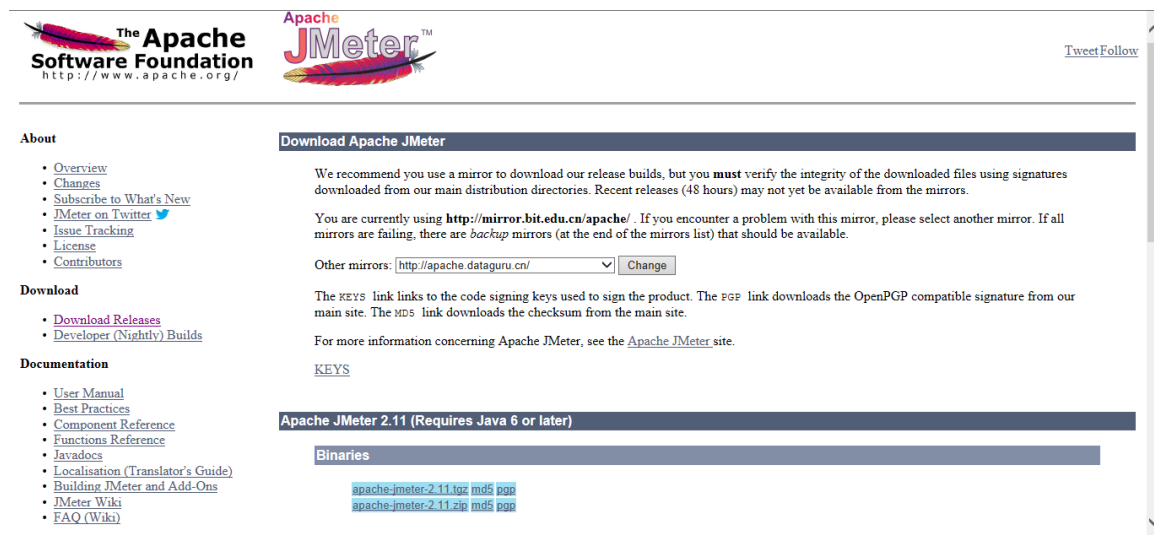 The Apache
Software Foundation
http://www.apache.org/
Apache
JMeter™
Tweet Follow
About
• Overview
• Changes
• Subscribe to What's New
• JMeter on Twitter
• Issue Tracking
• License
• Contributors
Download
• Download Releases
• Developer (Nightly) Builds
Documentation
• User Manual
• Best Practices
• Component Reference
• Functions Reference
• Javadocs
• Localisation (Translator's Guide)
• Building JMeter and Add-Ons
• JMeter Wiki
• FAQ (Wiki)
Download Apache JMeter
We recommend you use a mirror to download our release builds, but you must verify the integrity of the downloaded files using signatures
downloaded from our main distribution directories. Recent releases (48 hours) may not yet be available from the mirrors.
You are currently using http://mirror.bit.edu.cn/apache/ . If you encounter a problem with this mirror, please select another mirror. If all
mirrors are failing, there are backup mirrors (at the end of the mirrors list) that should be available.
Other mirrors: http://apache.dataguru.cn/ Change
The KEYS link links to the code signing keys used to sign the product. The PGP link downloads the OpenPGP compatible signature from our
main site. The MD5 link downloads the checksum from the main site.
For more information concerning Apache JMeter, see the Apache JMeter site.
KEYS
Apache JMeter 2.11 (Requires Java 6 or later)
Binaries
apache-jmeter-2.11.tgz md5 pgp
apache-jmeter-2.11.zip md5 pgp